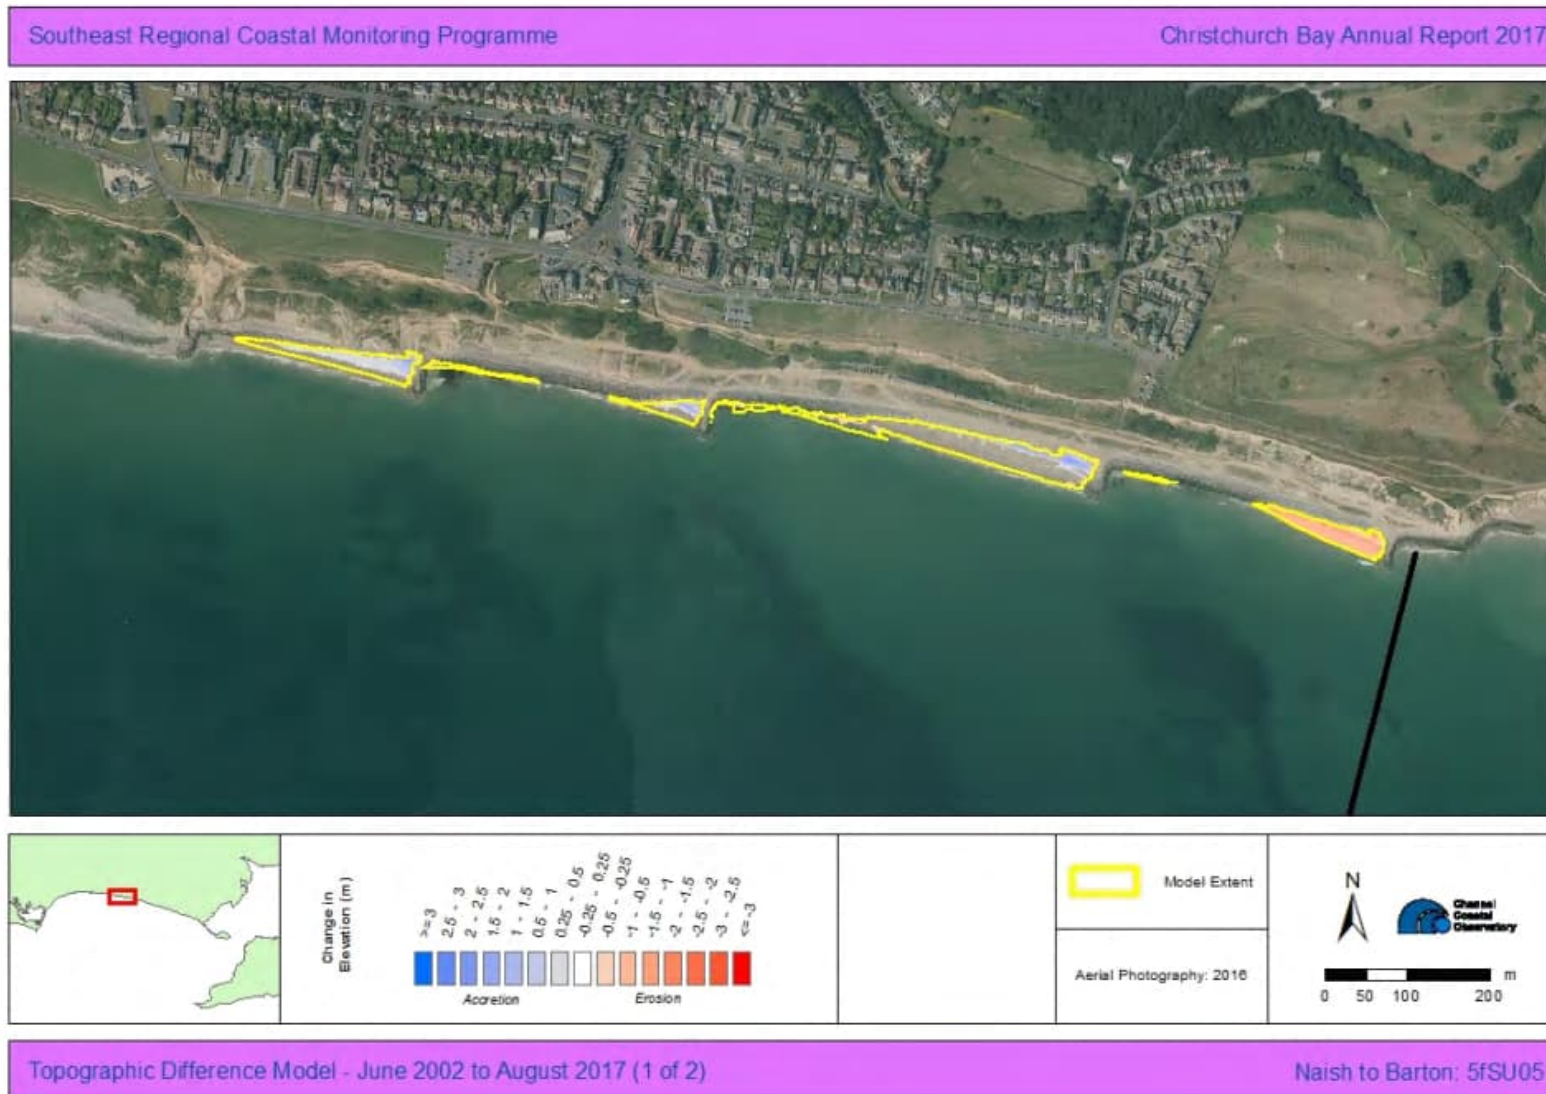 Southeast Regional Coastal Monitoring Programme
Christchurch Bay Annual Report 2017
Change in
Elevation (m)
>= 3
2.5 - 3
2 - 2.5
1.5 - 2
1 - 1.5
0.5 - 1
0.25 - 0.5
-0.25 - 0.25
-0.5 - -0.25
-1 - -0.5
-1.5 - -1
-2 - -1.5
-2.5 - -2
-3 - -2.5
<= -3
Accretion
Erosion
Model Extent
Aerial Photography: 2016
N
Channel
Coastal
Observatory
m
0 50 100 200
Topographic Difference Model - June 2002 to August 2017 (1 of 2)
Naish to Barton: 5fSU05